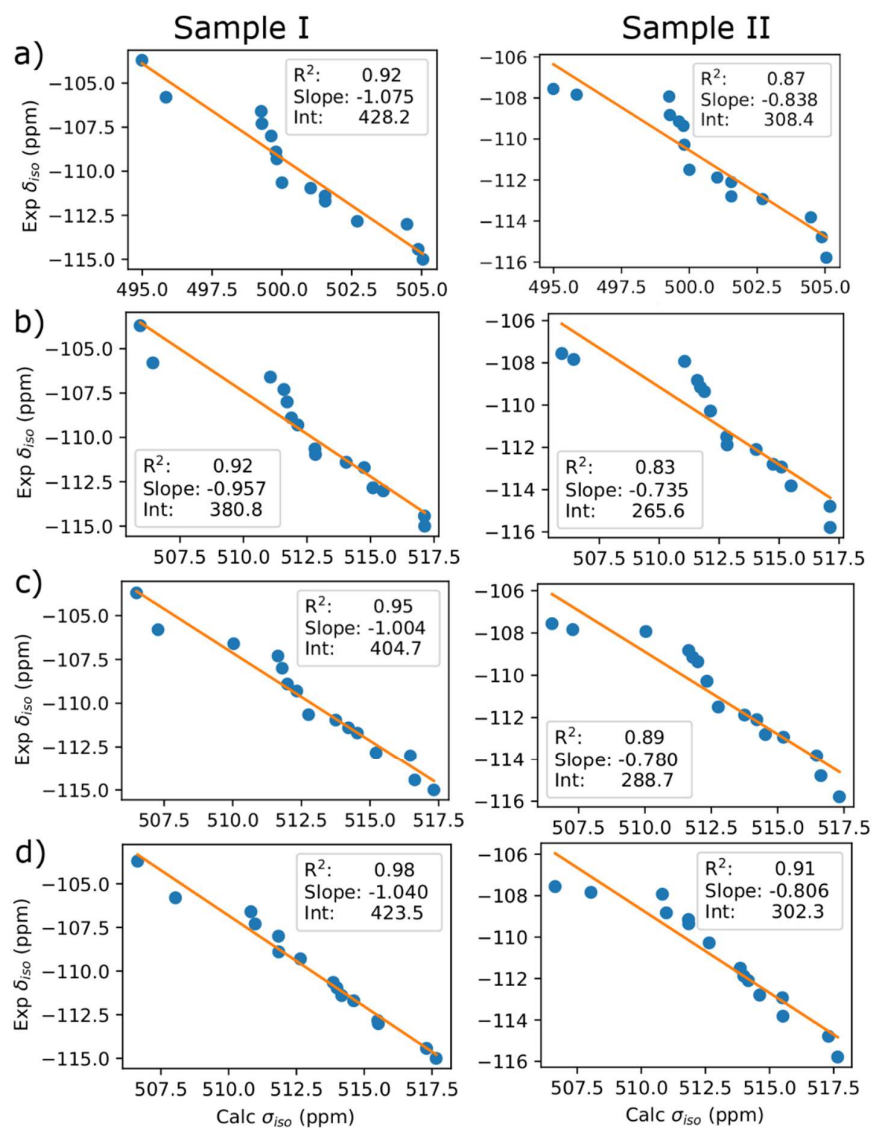 Sample I
Sample II
a)
Exp δiso (ppm)
−105.0
−107.5
−110.0
−112.5
−115.0
R²: 0.92
Slope: -1.075
Int: 428.2
495.0 497.5 500.0 502.5 505.0
−106
−108
−110
−112
−114
−116
R²: 0.87
Slope: -0.838
Int: 308.4
495.0 497.5 500.0 502.5 505.0
b)
Exp δiso (ppm)
−105.0
−107.5
−110.0
−112.5
−115.0
R²: 0.92
Slope: -0.957
Int: 380.8
507.5 510.0 512.5 515.0 517.5
−106
−108
−110
−112
−114
−116
R²: 0.83
Slope: -0.735
Int: 265.6
507.5 510.0 512.5 515.0 517.5
c)
Exp δiso (ppm)
−105.0
−107.5
−110.0
−112.5
−115.0
R²: 0.95
Slope: -1.004
Int: 404.7
507.5 510.0 512.5 515.0 517.5
−106
−108
−110
−112
−114
−116
R²: 0.89
Slope: -0.780
Int: 288.7
507.5 510.0 512.5 515.0 517.5
d)
Exp δiso (ppm)
−105.0
−107.5
−110.0
−112.5
−115.0
R²: 0.98
Slope: -1.040
Int: 423.5
507.5 510.0 512.5 515.0 517.5
Calc σiso (ppm)
−106
−108
−110
−112
−114
−116
R²: 0.91
Slope: -0.806
Int: 302.3
507.5 510.0 512.5 515.0 517.5
Calc σiso (ppm)